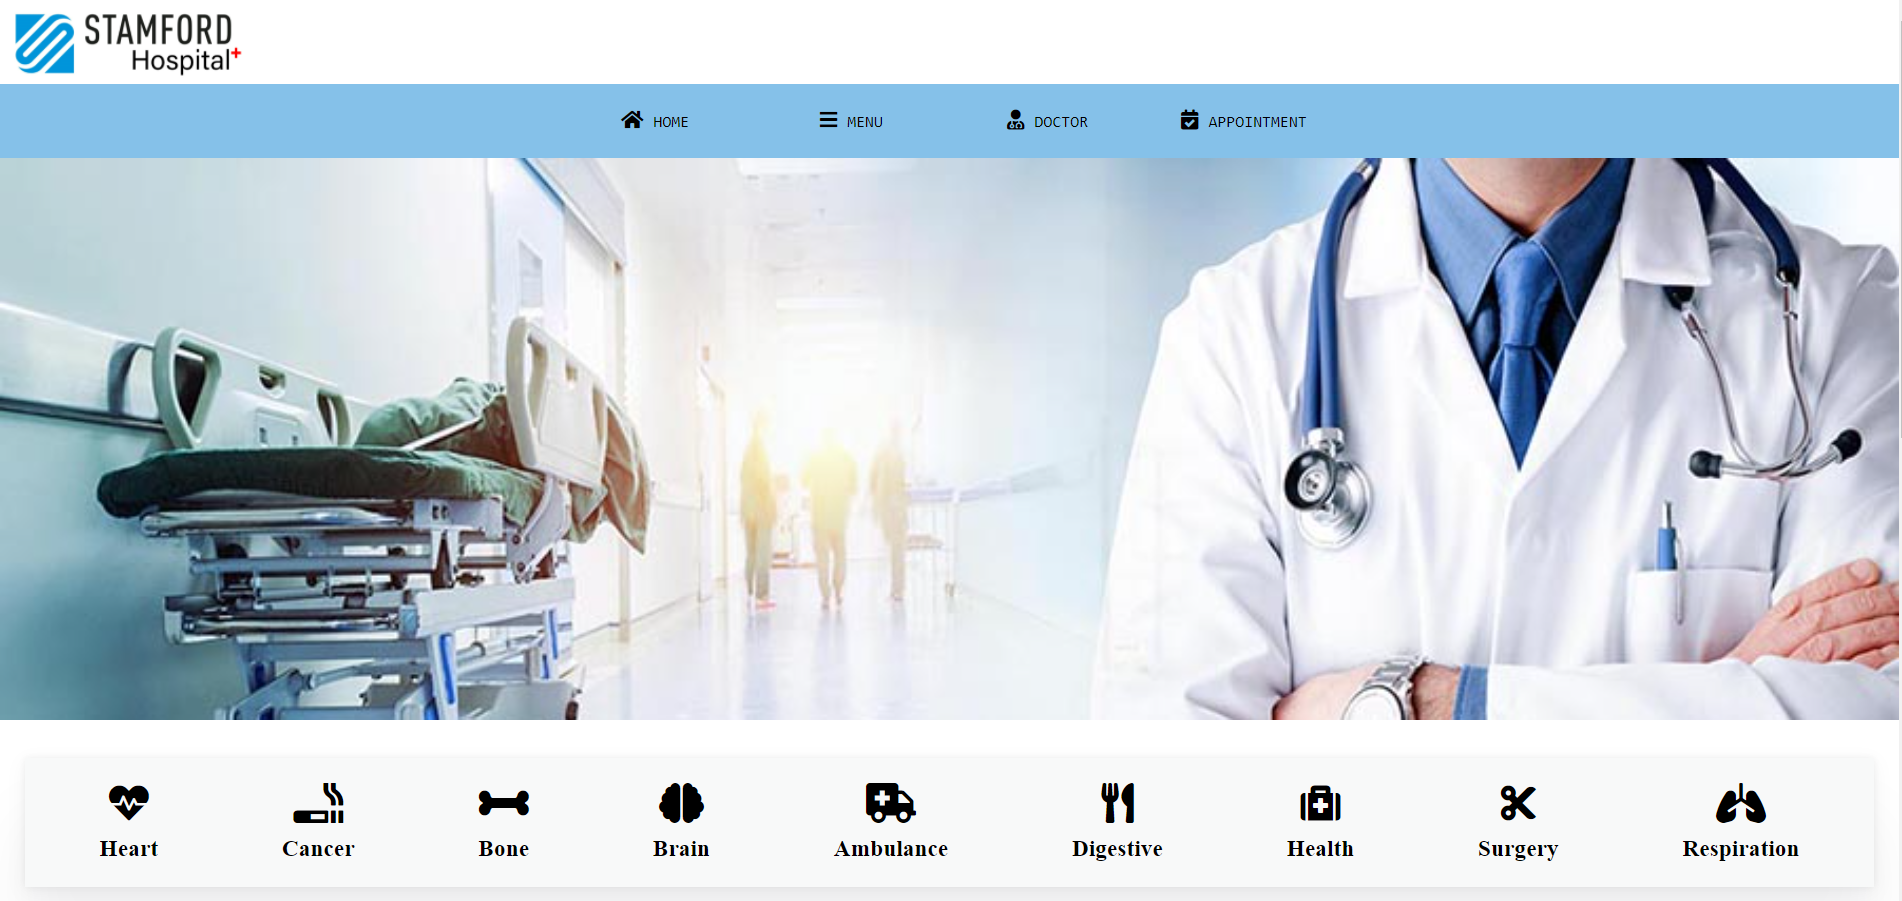 STAMFORD
Hospital+
HOME MENU DOCTOR APPOINTMENT
Heart Cancer Bone Brain Ambulance Digestive Health Surgery Respiration